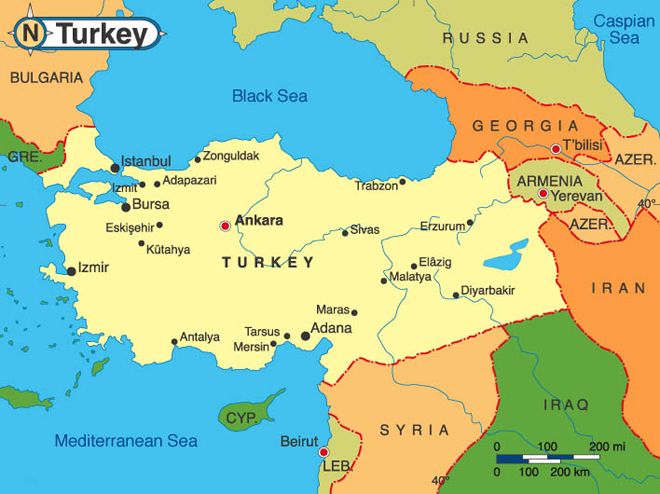 N Turkey
RUSSIA
Caspian
Sea
BULGARIA
Black Sea
GEORGIA
T'bilisi
GRE.
Istanbul
Zonguldak
AZER.
Izmit
Adapazari
Trabzon
ARMENIA
Yerevan
40°
Bursa
Eskişehir
Ankara
Sivas
Erzurum
AZER.
Kütahya
TURKEY
Elâzig
Izmir
Malatya
Diyarbakir
IRAN
Maras
Antalya
Tarsus
Mersin
Adana
CYP.
SYRIA
IRAQ
Mediterranean Sea
Beirut
LEB.
0 100 200 mi
0 100 200 km
40°